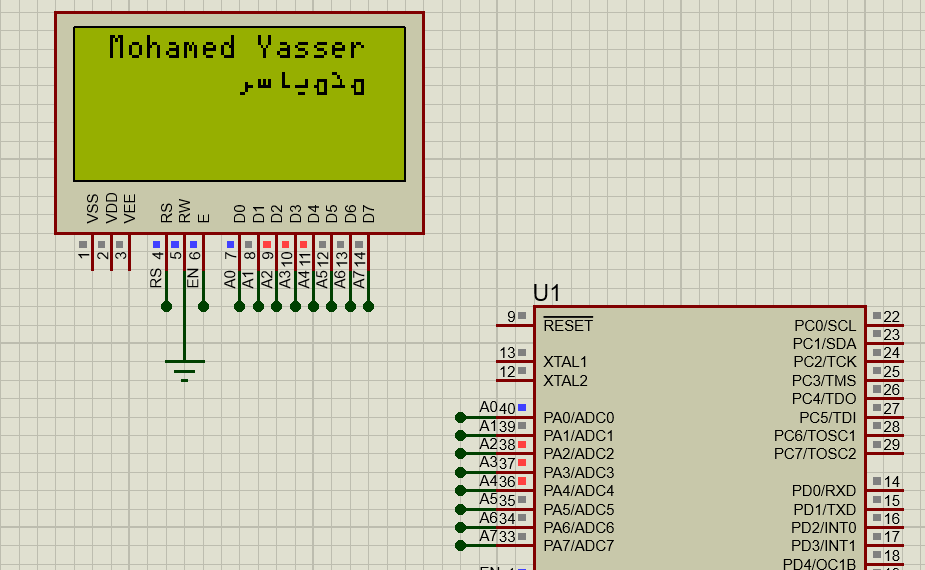 Mohamed Yasser
ياسر
VSS VDD VEE RS RW E D0 D1 D2 D3 D4 D5 D6 D7
1 2 3 4 5 6 7 8 9 10 11 12 13 14
RS EN A0 A1 A2 A3 A4 A5 A6 A7
U1
9 RESET PC0/SCL 22
PC1/SDA 23
13 XTAL1 PC2/TCK 24
12 XTAL2 PC3/TMS 25
PC4/TDO 26
A0 40 PA0/ADC0 PC5/TDI 27
A1 39 PA1/ADC1 PC6/TOSC1 28
A2 38 PA2/ADC2 PC7/TOSC2 29
A3 37 PA3/ADC3
A4 36 PA4/ADC4 PD0/RXD 14
A5 35 PA5/ADC5 PD1/TXD 15
A6 34 PA6/ADC6 PD2/INT0 16
A7 33 PA7/ADC7 PD3/INT1 17
PD4/OC1B 18